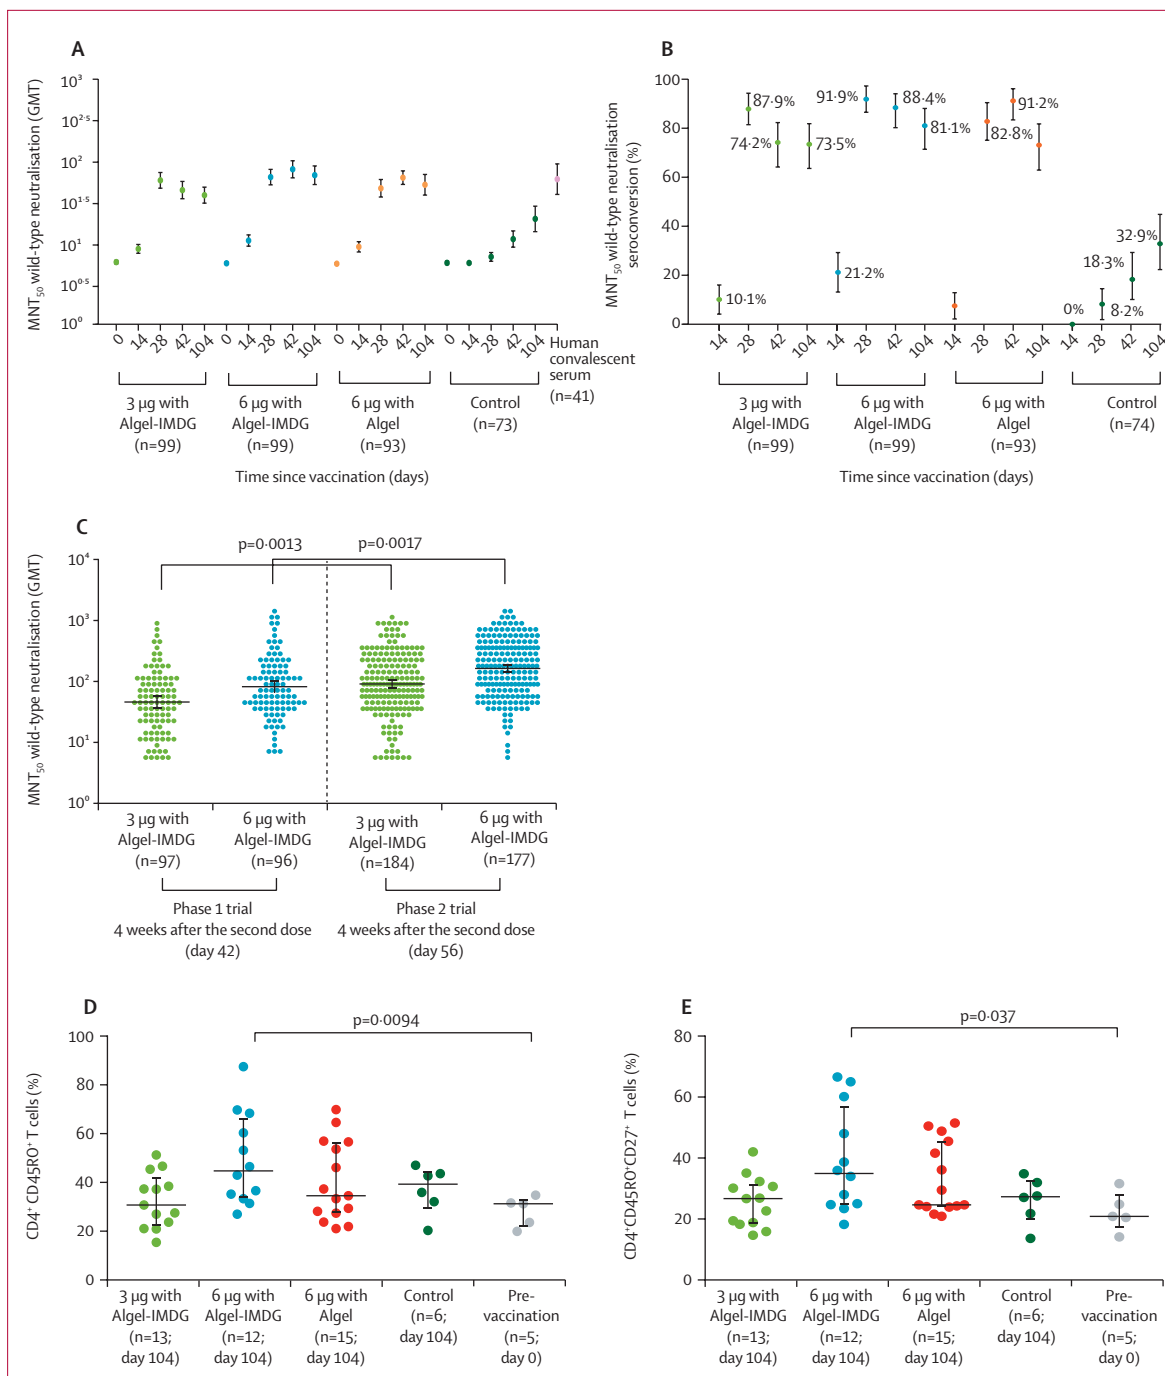 A
MNT₅₀ wild-type neutralisation (GMT)
10³
10²·⁵
10²
10¹·⁵
10¹
10⁰·⁵
10⁰
0 14 28 42 104 0 14 28 42 104 0 14 28 42 104 0 14 28 42 104
Human
convalescent
serum
(n=41)
3 µg with
Algel-IMDG
(n=99)
6 µg with
Algel-IMDG
(n=99)
6 µg with
Algel
(n=93)
Control
(n=73)
Time since vaccination (days)
B
MNT₅₀ wild-type neutralisation
seroconversion (%)
100
80
60
40
20
0
10·1%
87·9%
74·2%
73·5%
21·2%
91·9%
88·4%
81·1%
82·8%
91·2%
0%
8·2%
18·3%
32·9%
14 28 42 104 14 28 42 104 14 28 42 104 14 28 42 104
3 µg with
Algel-IMDG
(n=99)
6 µg with
Algel-IMDG
(n=99)
6 µg with
Algel
(n=93)
Control
(n=74)
Time since vaccination (days)
C
MNT₅₀ wild-type neutralisation (GMT)
10⁴
10³
10²
10¹
10⁰
p=0·0013
p=0·0017
3 µg with
Algel-IMDG
(n=97)
6 µg with
Algel-IMDG
(n=96)
3 µg with
Algel-IMDG
(n=184)
6 µg with
Algel-IMDG
(n=177)
Phase 1 trial
4 weeks after the second dose
(day 42)
Phase 2 trial
4 weeks after the second dose
(day 56)
D
CD4⁺CD45RO⁺ T cells (%)
100
80
60
40
20
0
p=0·0094
3 µg with
Algel-IMDG
(n=13;
day 104)
6 µg with
Algel-IMDG
(n=12;
day 104)
6 µg with
Algel
(n=15;
day 104)
Control
(n=6;
day 104)
Pre-
vaccination
(n=5;
day 0)
E
CD4⁺CD45RO⁺CD27⁺ T cells (%)
80
60
40
20
0
p=0·037
3 µg with
Algel-IMDG
(n=13;
day 104)
6 µg with
Algel-IMDG
(n=12;
day 104)
6 µg with
Algel
(n=15;
day 104)
Control
(n=6;
day 104)
Pre-
vaccination
(n=5;
day 0)